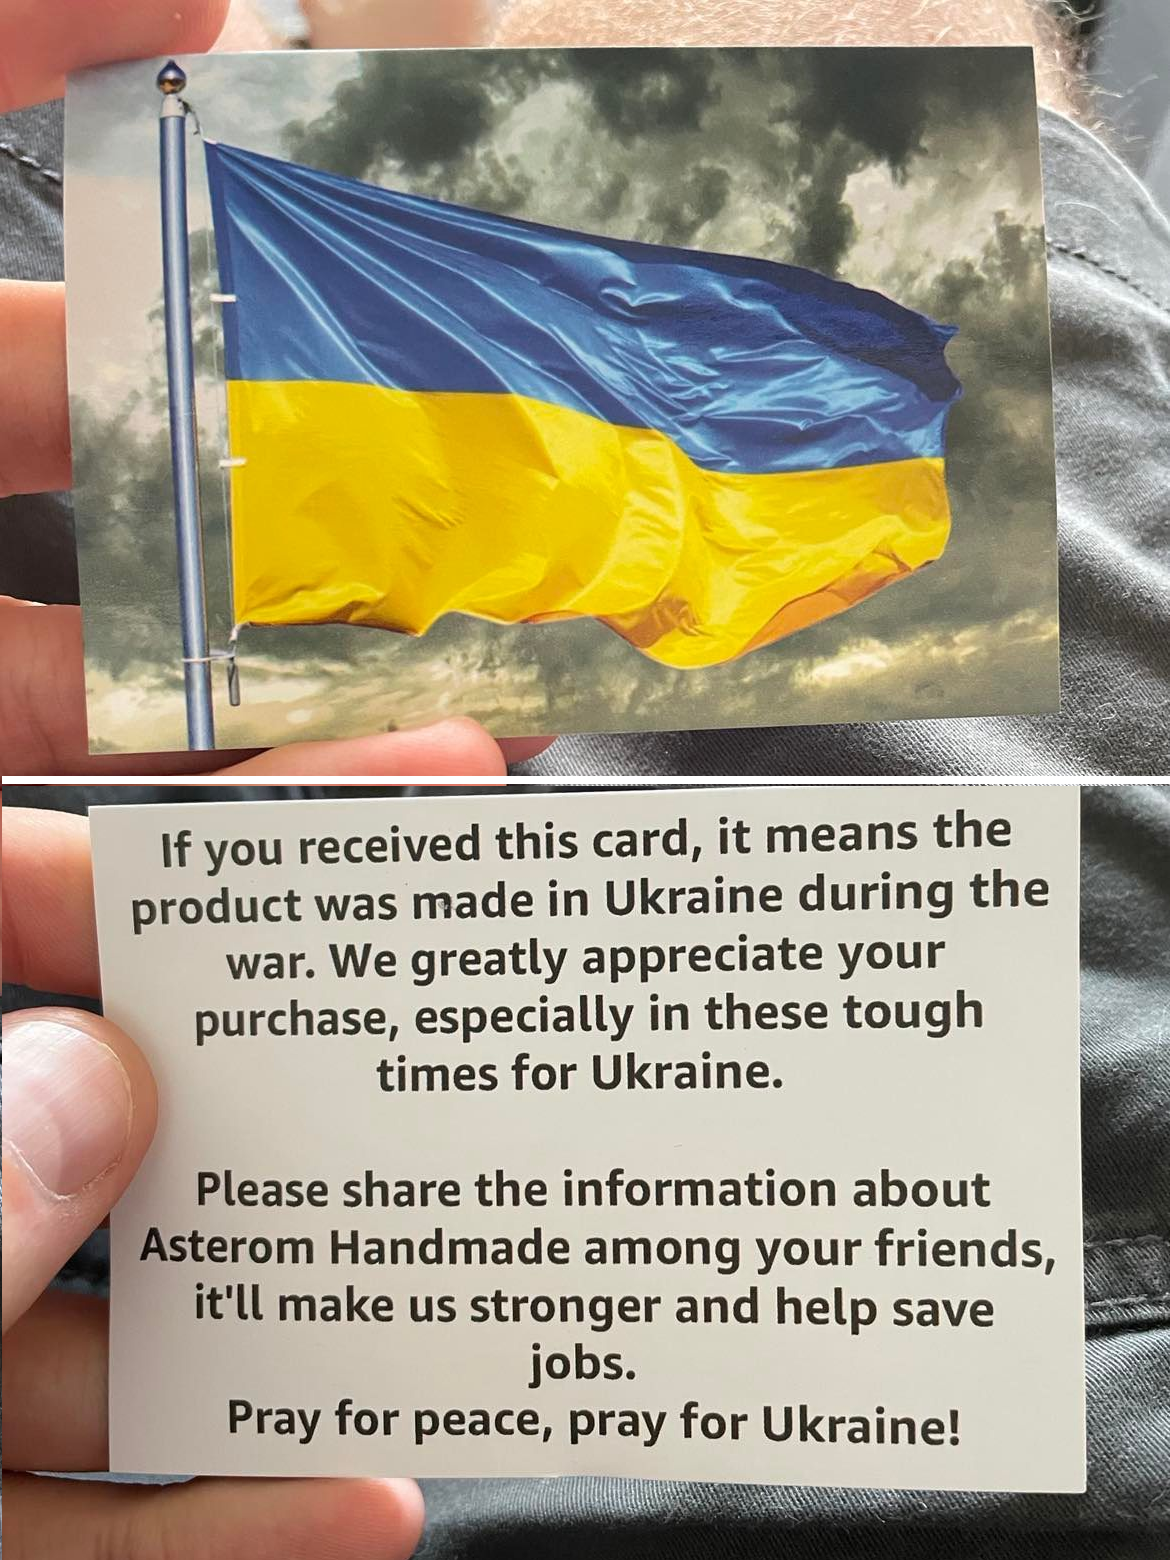 If you received this card, it means the
product was made in Ukraine during the
war. We greatly appreciate your
purchase, especially in these tough
times for Ukraine.
Please share the information about
Asterom Handmade among your friends,
it'll make us stronger and help save
jobs.
Pray for peace, pray for Ukraine!